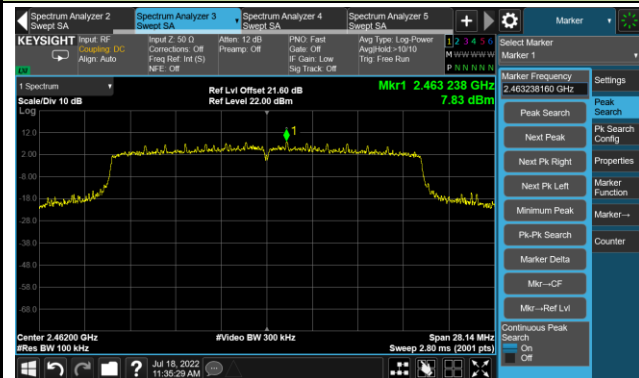 Spectrum Analyzer 2
Swept SA
Spectrum Analyzer 3
Swept SA
Spectrum Analyzer 4
Swept SA
Spectrum Analyzer 5
Swept SA
+
Marker
KEYSIGHT
Input: RF
Coupling: DC
Align: Auto
Input Z: 50 Ω
Corrections: Off
Freq Ref: Int (S)
NFE: Off
Atten: 12 dB
Preamp: Off
PNO: Fast
Gate: Off
IF Gain: Low
Sig Track: Off
Avg Type: Log-Power
Avg|Hold:>10/10
Trig: Free Run
1 2 3 4 5 6
M W W W W W
P N N N N N
LXI
Select Marker
Marker 1
1 Spectrum
Scale/Div 10 dB
Log
Ref Lvl Offset 21.60 dB
Ref Level 22.00 dBm
Mkr1 2.463 238 GHz
7.83 dBm
1
12.0
2.00
-8.00
-18.0
-28.0
-38.0
-48.0
-58.0
-68.0
Center 2.46200 GHz
#Res BW 100 kHz
#Video BW 300 kHz
Span 28.14 MHz
Sweep 2.80 ms (2001 pts)
Marker Frequency
2.463238160 GHz
Peak Search
Next Peak
Next Pk Right
Next Pk Left
Minimum Peak
Pk-Pk Search
Marker Delta
Mkr→CF
Mkr→Ref Lvl
Continuous Peak
Search
On
Off
Settings
Peak
Search
Pk Search
Config
Properties
Marker
Function
Marker→
Counter
?
Jul 18, 2022
11:35:29 AM